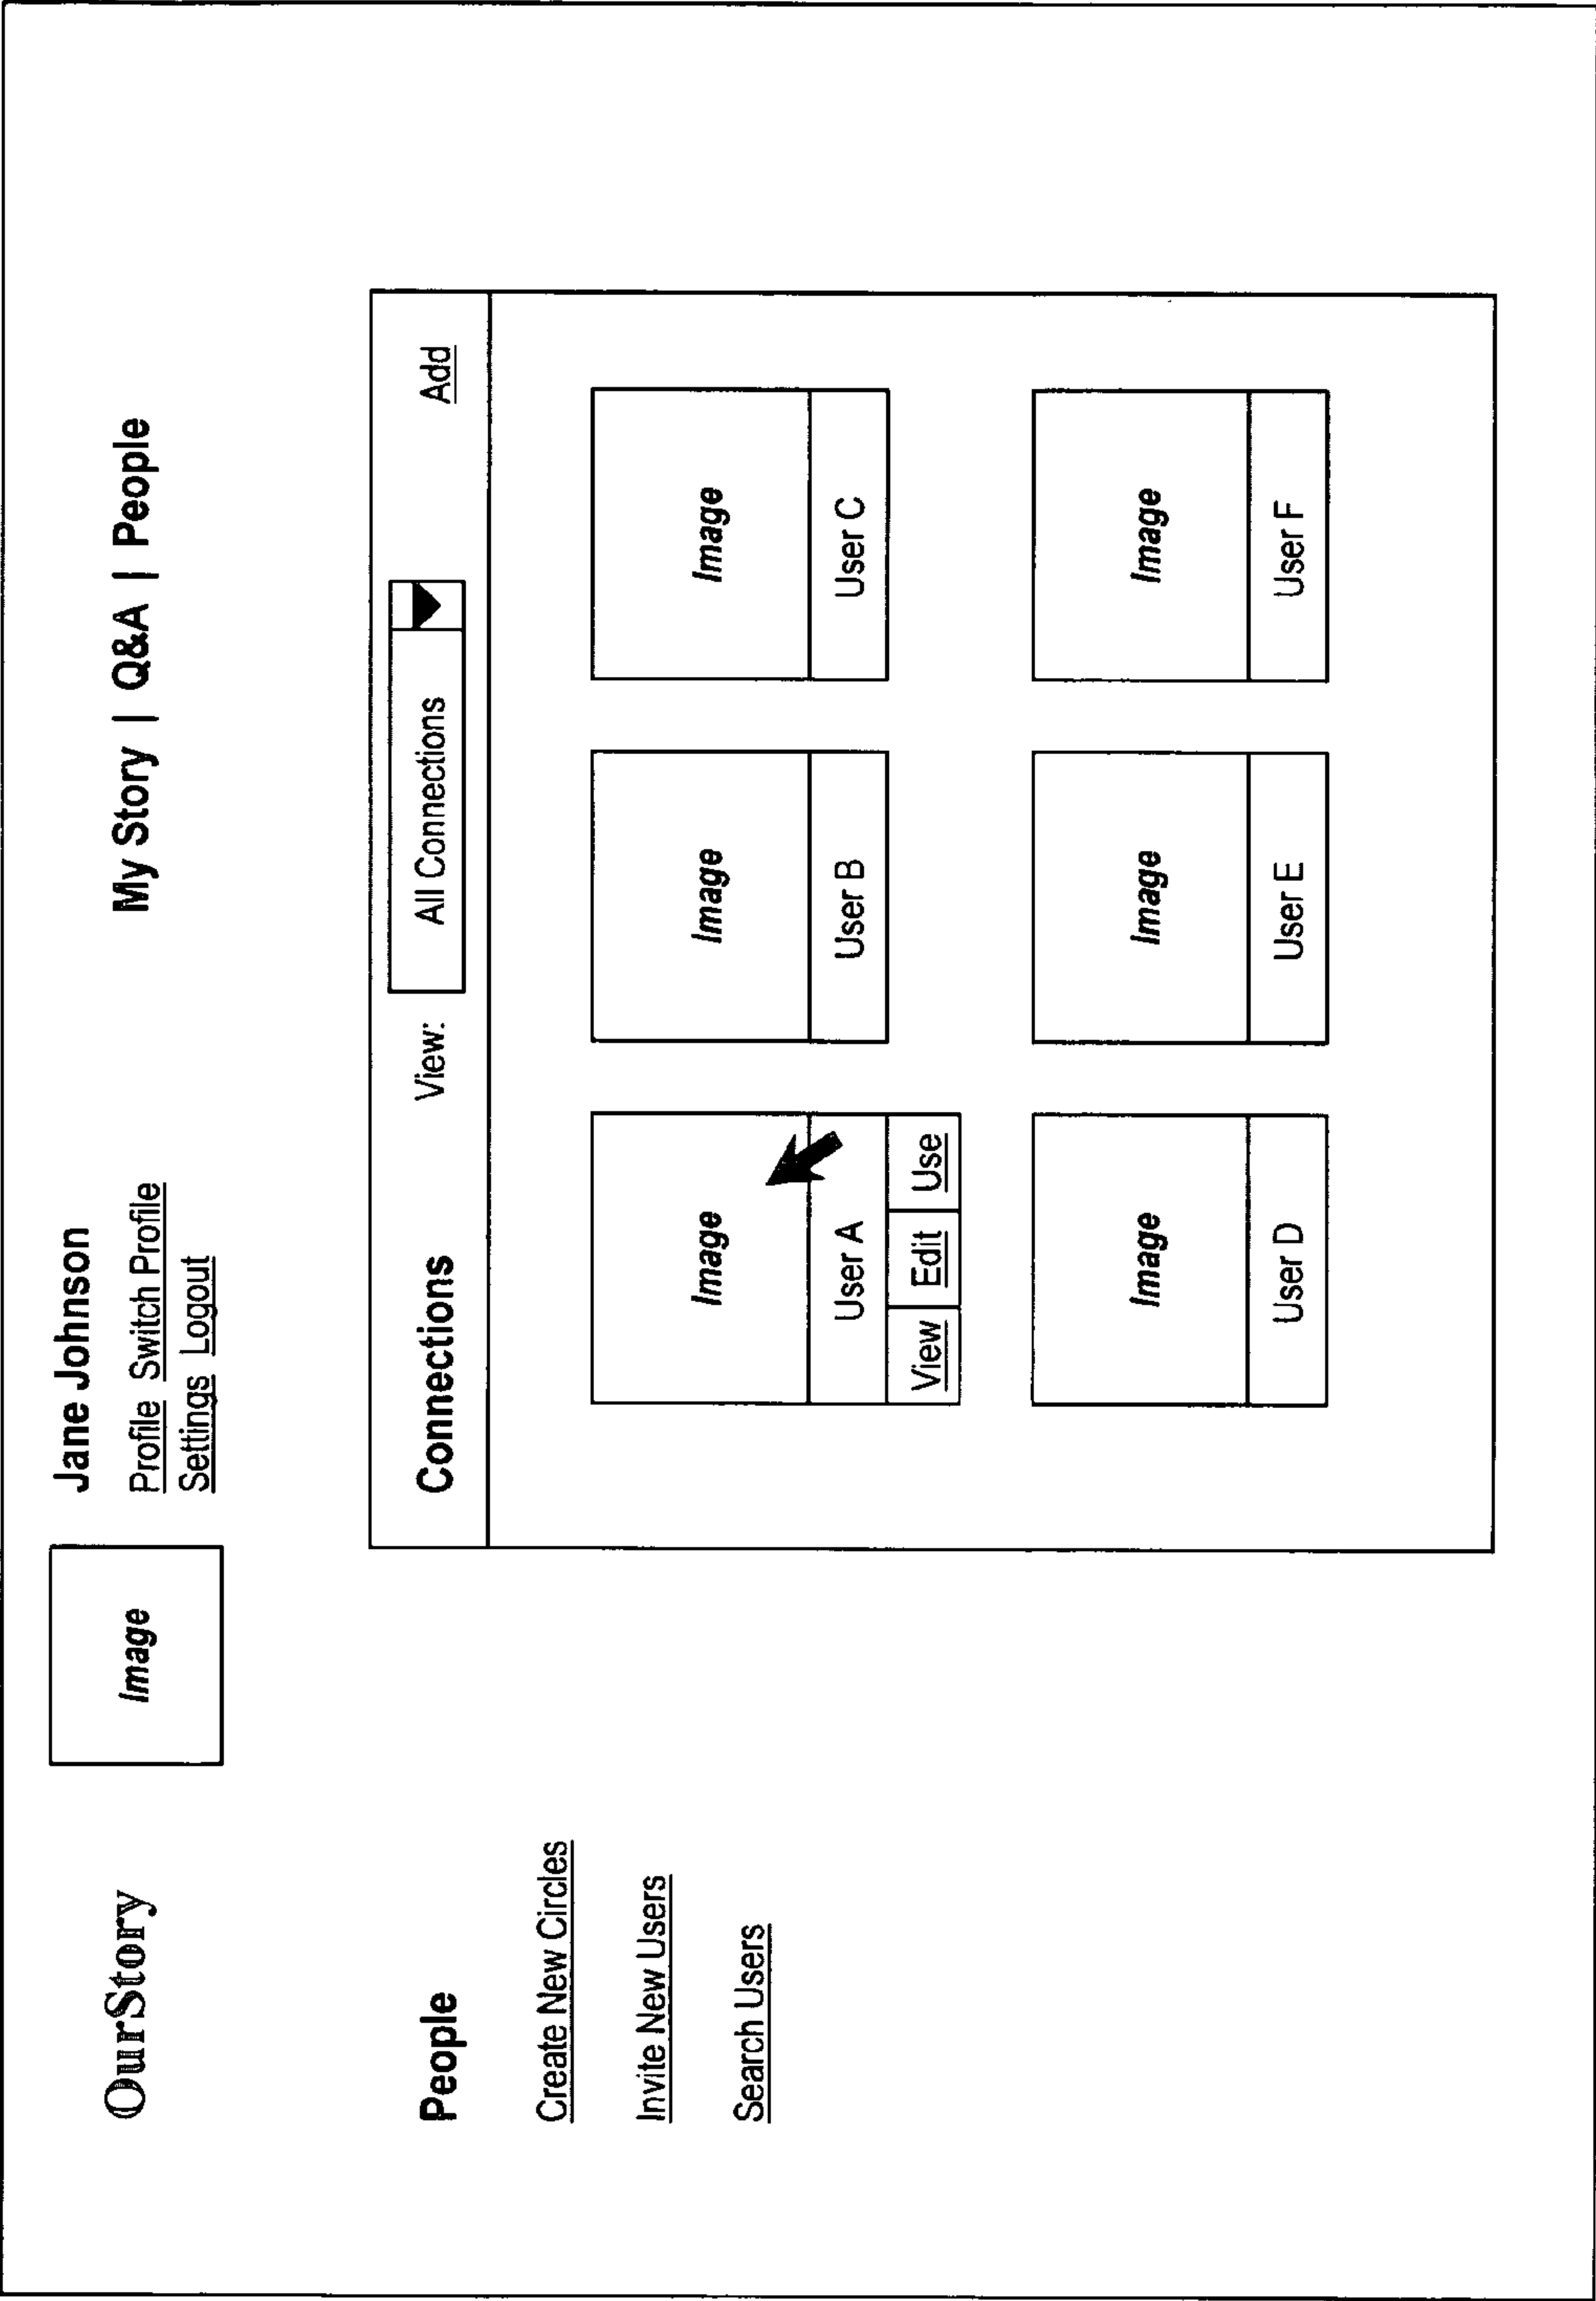 OurStory
Image
Jane Johnson
Profile Switch Profile
Settings Logout
My Story | Q&A | People
People
Create New Circles
Invite New Users
Search Users
Connections View: All Connections Add
Image Image Image
User A User B User C
View Edit Use
Image Image Image
User D User E User F